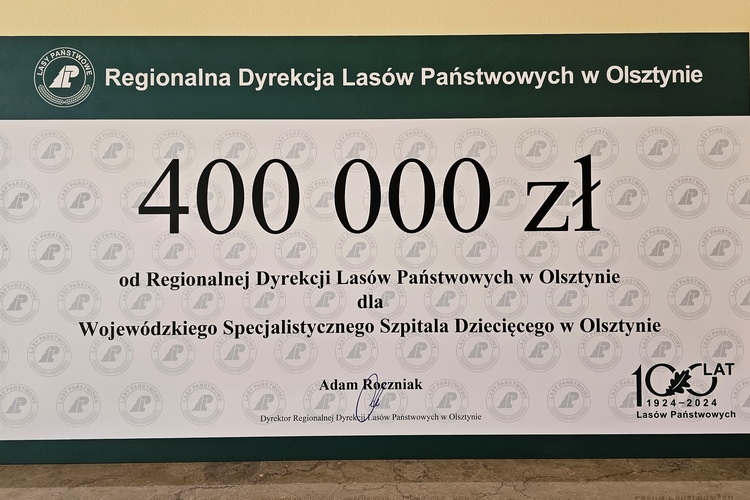 LASY PAŃSTWOWE
Regionalna Dyrekcja Lasów Państwowych w Olsztynie
400 000 zł
od Regionalnej Dyrekcji Lasów Państwowych w Olsztynie
dla
Wojewódzkiego Specjalistycznego Szpitala Dziecięcego w Olsztynie
Adam Roczniak
Dyrektor Regionalnej Dyrekcji Lasów Państwowych w Olsztynie
100 LAT
1924-2024
Lasów Państwowych